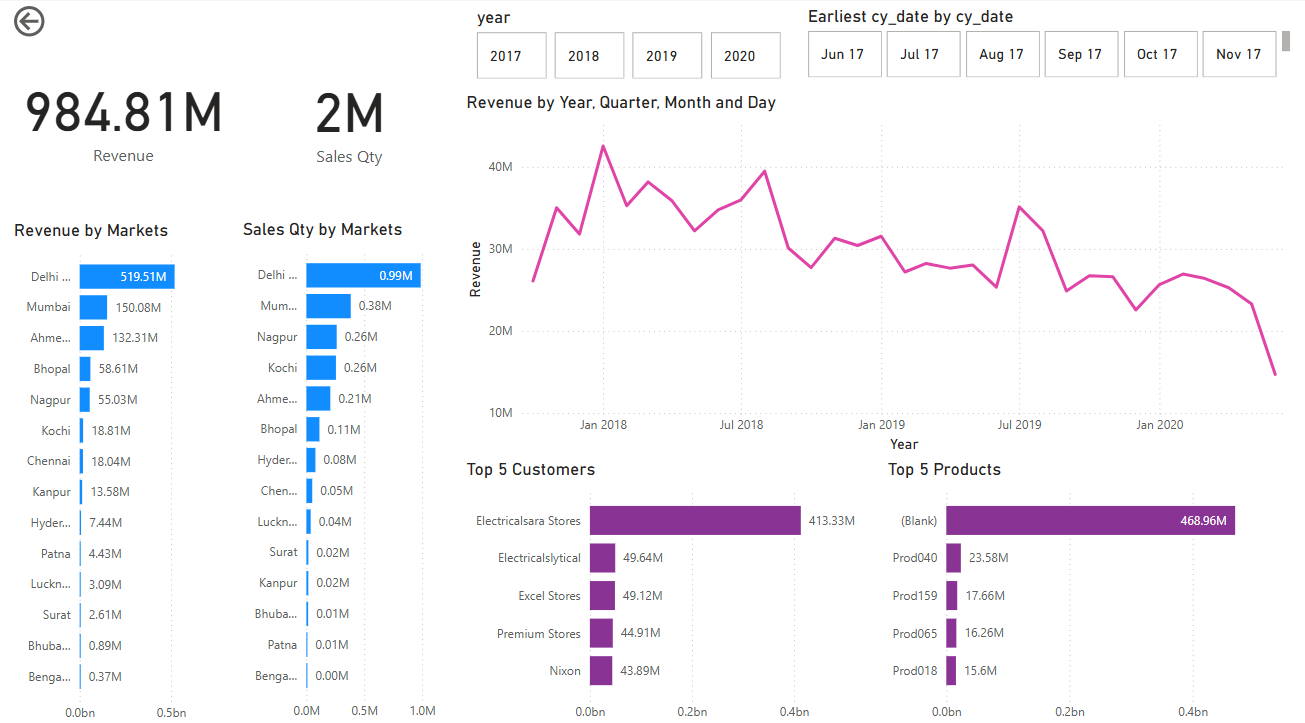 year
2017 2018 2019 2020
Earliest cy_date by cy_date
Jun 17 Jul 17 Aug 17 Sep 17 Oct 17 Nov 17
984.81M
Revenue
2M
Sales Qty
Revenue by Year, Quarter, Month and Day
Revenue
40M
30M
20M
10M
Jan 2018 Jul 2018 Jan 2019 Jul 2019 Jan 2020
Year
Revenue by Markets
Delhi ... 519.51M
Mumbai 150.08M
Ahme... 132.31M
Bhopal 58.61M
Nagpur 55.03M
Kochi 18.81M
Chennai 18.04M
Kanpur 13.58M
Hyder... 7.44M
Patna 4.43M
Luckn... 3.09M
Surat 2.61M
Bhuba... 0.89M
Benga... 0.37M
0.0bn 0.5bn
Sales Qty by Markets
Delhi ... 0.99M
Mum... 0.38M
Nagpur 0.26M
Kochi 0.26M
Ahme... 0.21M
Bhopal 0.11M
Hyder... 0.08M
Chen... 0.05M
Luckn... 0.04M
Surat 0.02M
Kanpur 0.02M
Bhuba... 0.01M
Patna 0.01M
Benga... 0.00M
0.0M 0.5M 1.0M
Top 5 Customers
Electricalsara Stores 413.33M
Electricalslytical 49.64M
Excel Stores 49.12M
Premium Stores 44.91M
Nixon 43.89M
0.0bn 0.2bn 0.4bn
Top 5 Products
(Blank) 468.96M
Prod040 23.58M
Prod159 17.66M
Prod065 16.26M
Prod018 15.6M
0.0bn 0.2bn 0.4bn